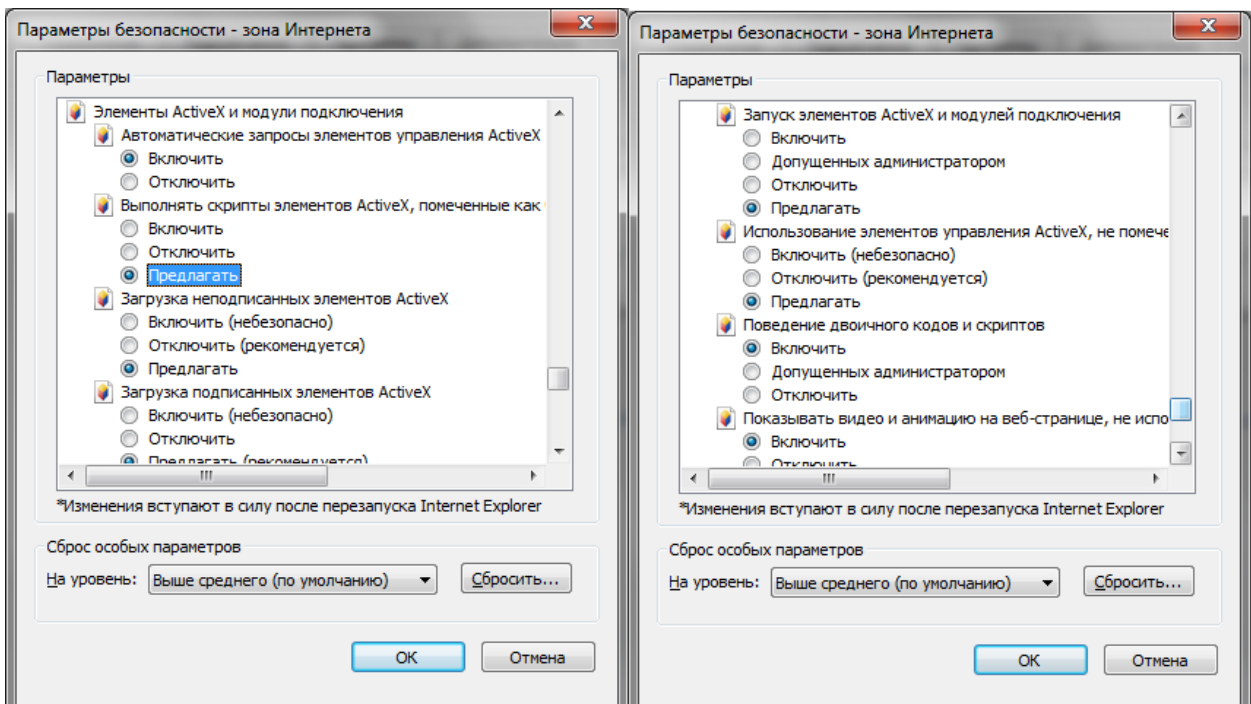 Параметры безопасности - зона Интернета
Параметры
Элементы ActiveX и модули подключения
Автоматические запросы элементов управления ActiveX
Включить
Отключить
Выполнять скрипты элементов ActiveX, помеченные как
Включить
Отключить
Предлагать
Загрузка неподписанных элементов ActiveX
Включить (небезопасно)
Отключить (рекомендуется)
Предлагать
Загрузка подписанных элементов ActiveX
Включить (небезопасно)
Отключить
Предлагать (рекомендуется)
*Изменения вступают в силу после перезапуска Internet Explorer
Сброс особых параметров
На уровень: Выше среднего (по умолчанию) Сбросить...
ОК Отмена
Параметры безопасности - зона Интернета
Параметры
Запуск элементов ActiveX и модулей подключения
Включить
Допущенных администратором
Отключить
Предлагать
Использование элементов управления ActiveX, не помече
Включить (небезопасно)
Отключить (рекомендуется)
Предлагать
Поведение двоичного кодов и скриптов
Включить
Допущенных администратором
Отключить
Показывать видео и анимацию на веб-странице, не испо
Включить
Отключить
*Изменения вступают в силу после перезапуска Internet Explorer
Сброс особых параметров
На уровень: Выше среднего (по умолчанию) Сбросить...
ОК Отмена